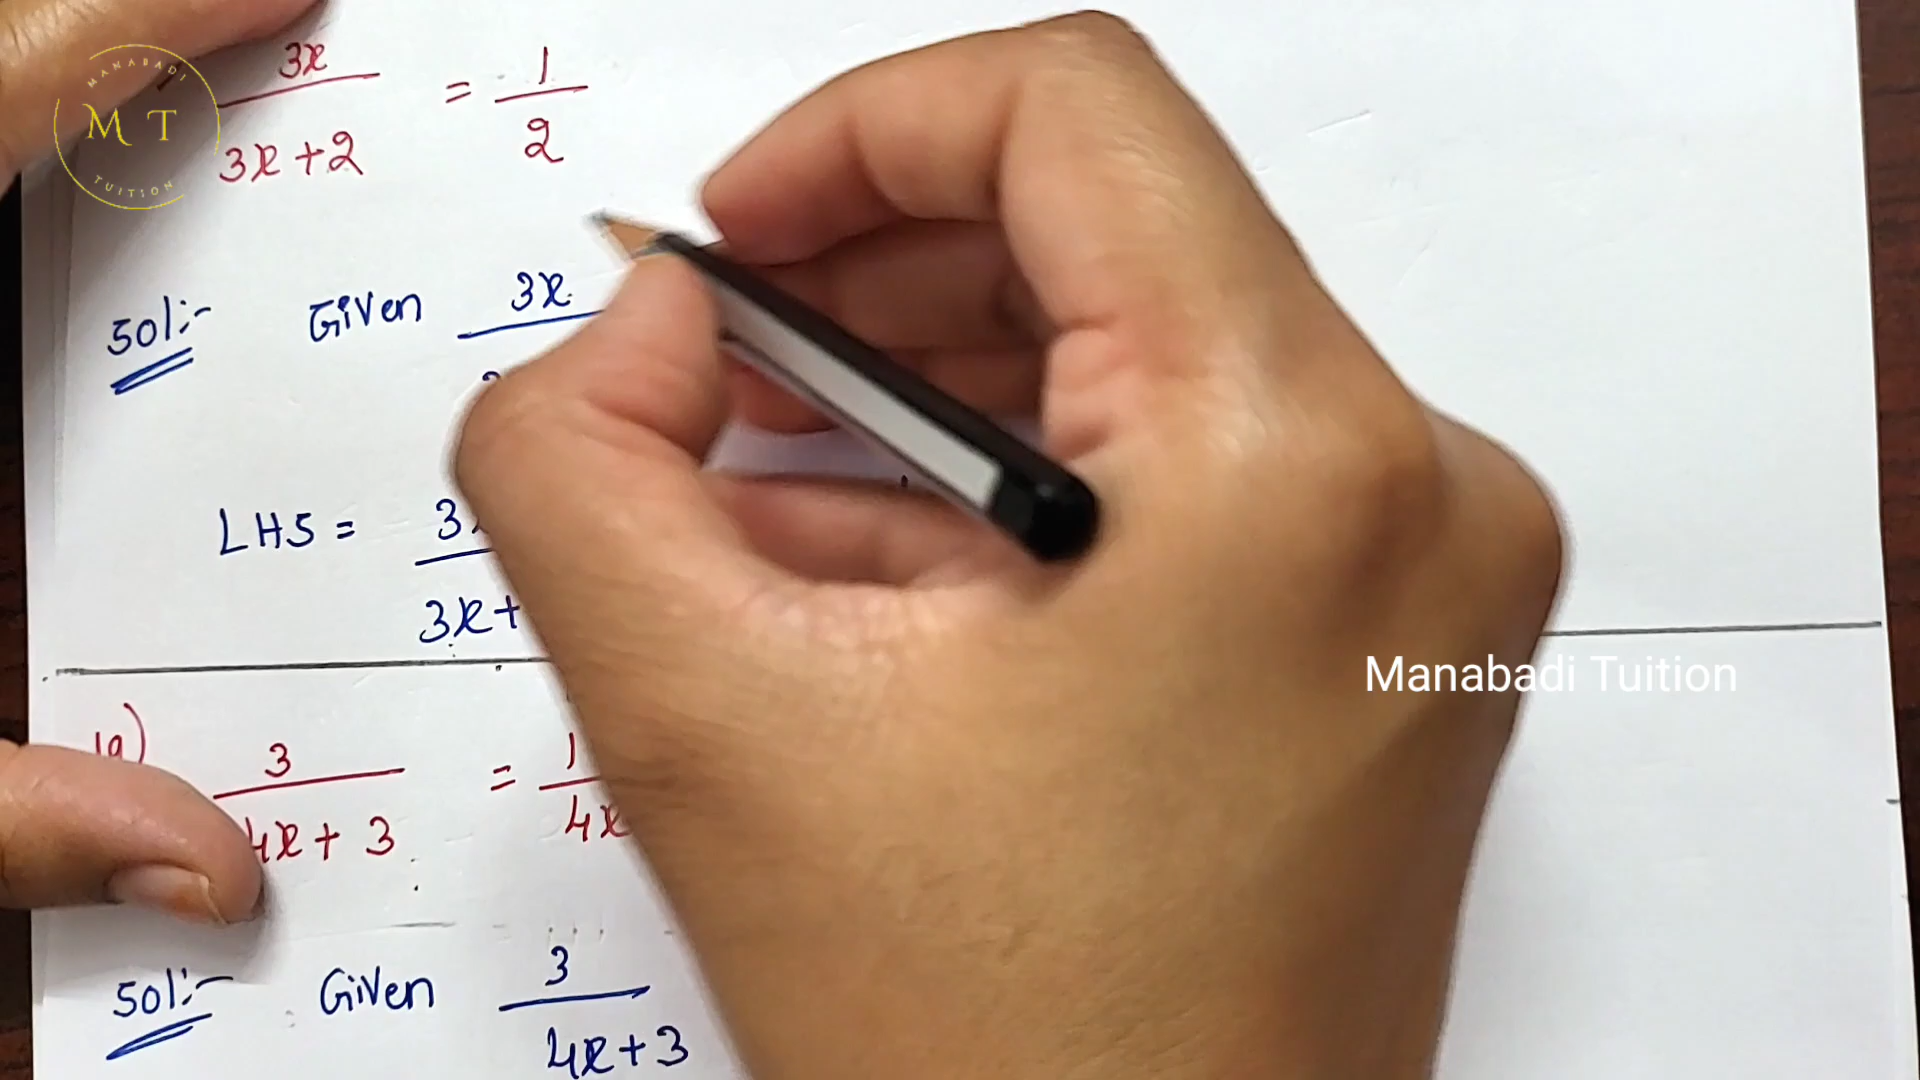 MANABADI
M T
TUITION
3x = 1
3x+2 2
Sol:- Given 3x
LHS = 3
3x+
3 = 1
4x+3 4x
Manabadi Tuition
Sol:- Given 3
4x+3